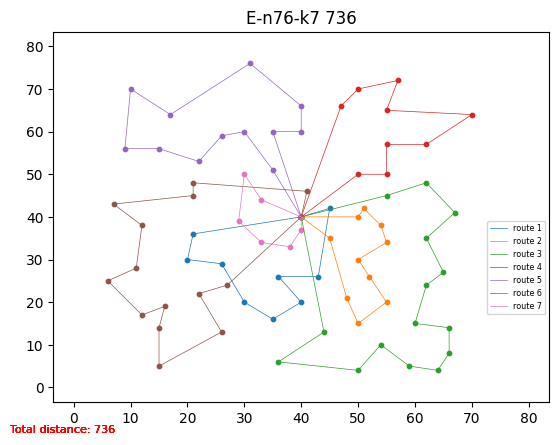 E-n76-k7 736
80
70
60
50
40
30
20
10
0
route 1
route 2
route 3
route 4
route 5
route 6
route 7
0 10 20 30 40 50 60 70 80
Total distance: 736